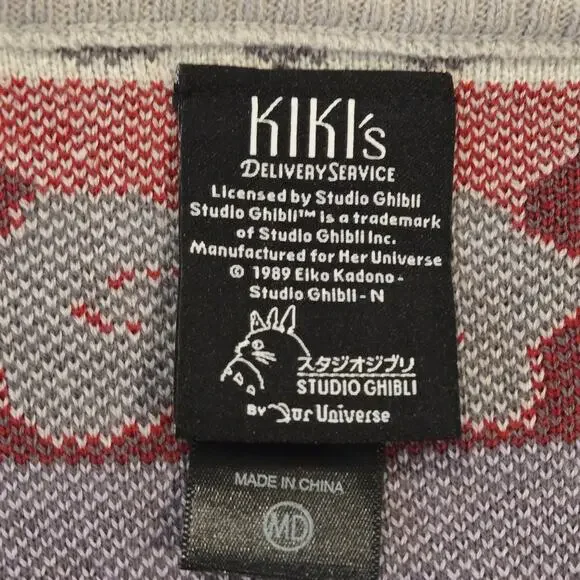 KIKI's
DELIVERY SERVICE
Licensed by Studio Ghibli
Studio Ghibli™ is a trademark
of Studio Ghibli Inc.
Manufactured for Her Universe
© 1989 Eiko Kadono -
Studio Ghibli - N
スタジオジブリ
STUDIO GHIBLI
By Her Universe
MADE IN CHINA
MD